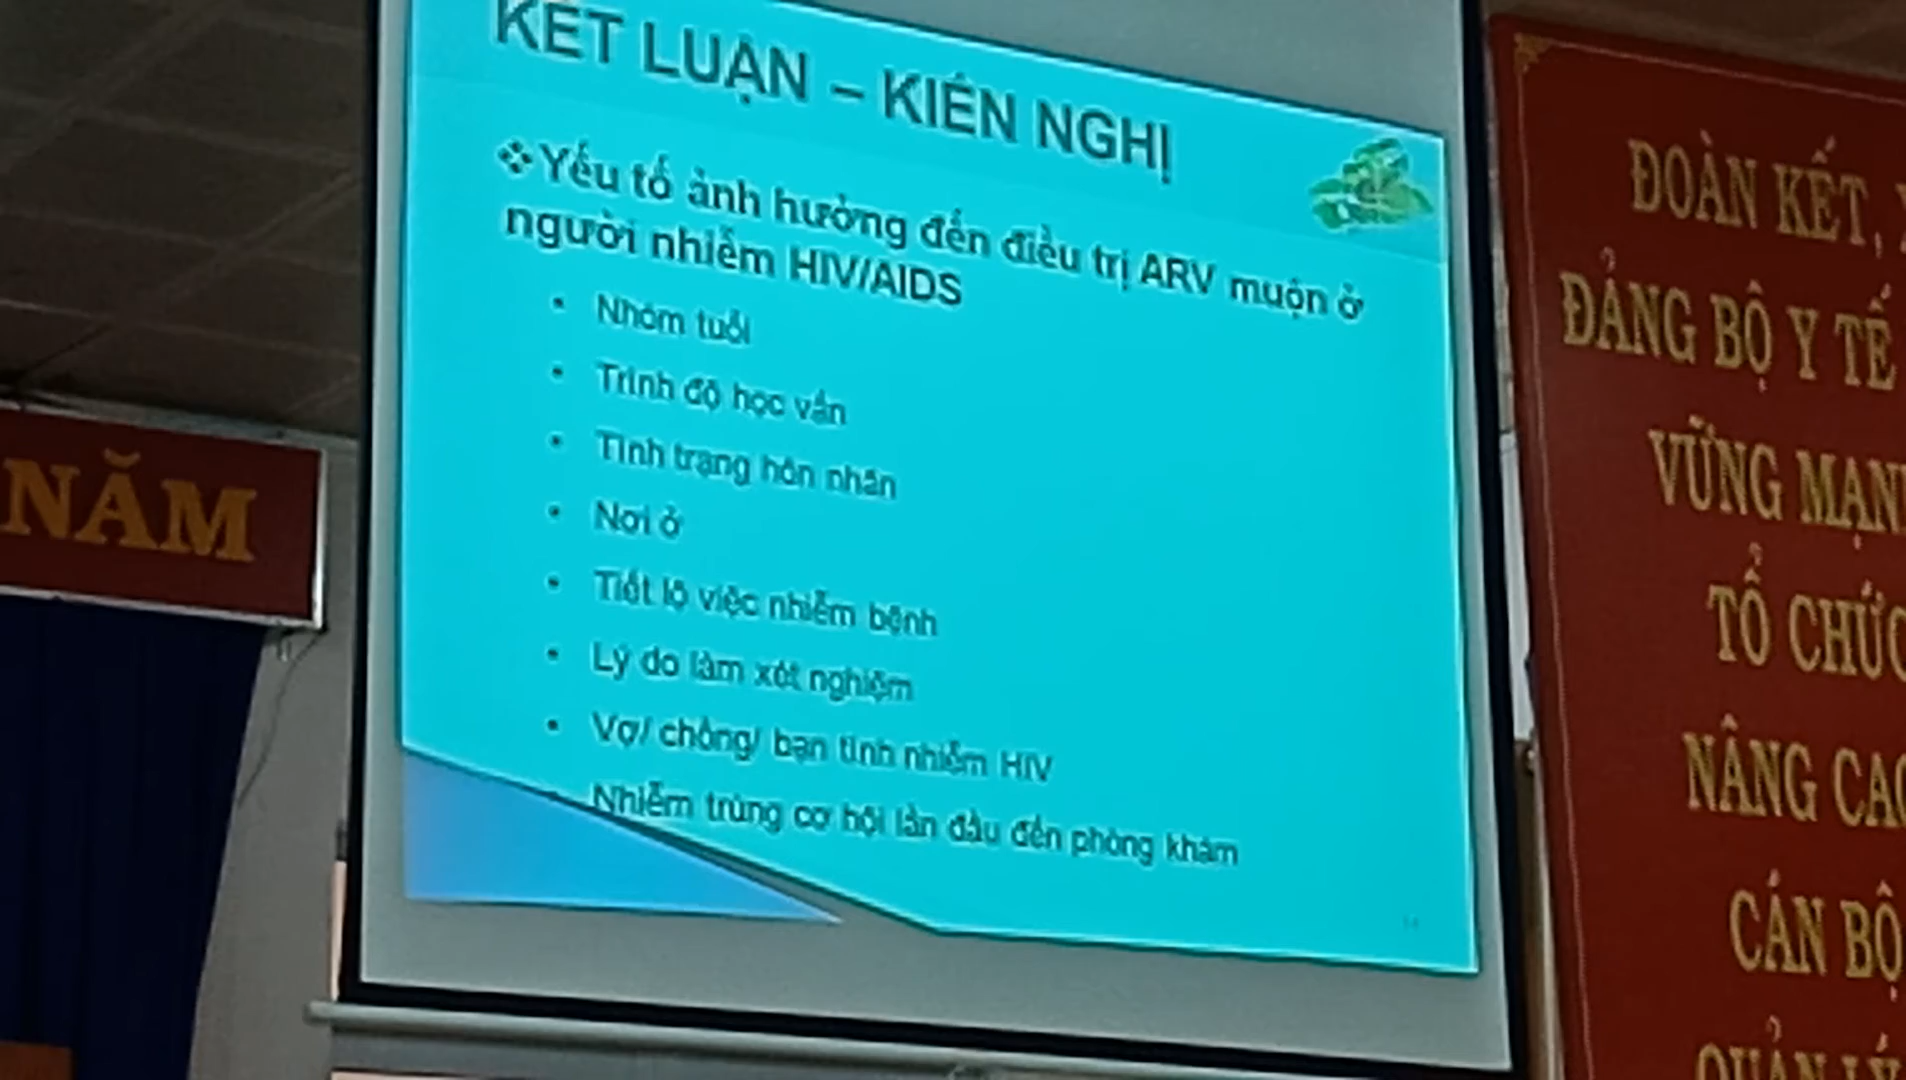 KẾT LUẬN – KIẾN NGHỊ
❖Yếu tố ảnh hưởng đến điều trị ARV muộn ở
người nhiễm HIV/AIDS
• Nhóm tuổi
• Trình độ học vấn
• Tình trạng hôn nhân
• Nơi ở
• Tiết lộ việc nhiễm bệnh
• Lý do làm xét nghiệm
• Vợ/ chồng/ bạn tình nhiễm HIV
Nhiễm trùng cơ hội lần đầu đến phòng khám
NĂM
ĐOÀN KẾT,
ĐẢNG BỘ Y TẾ
VỮNG MẠN
TỔ CHỨC
NÂNG CAO
CÁN BỘ
QUẢN LÝ